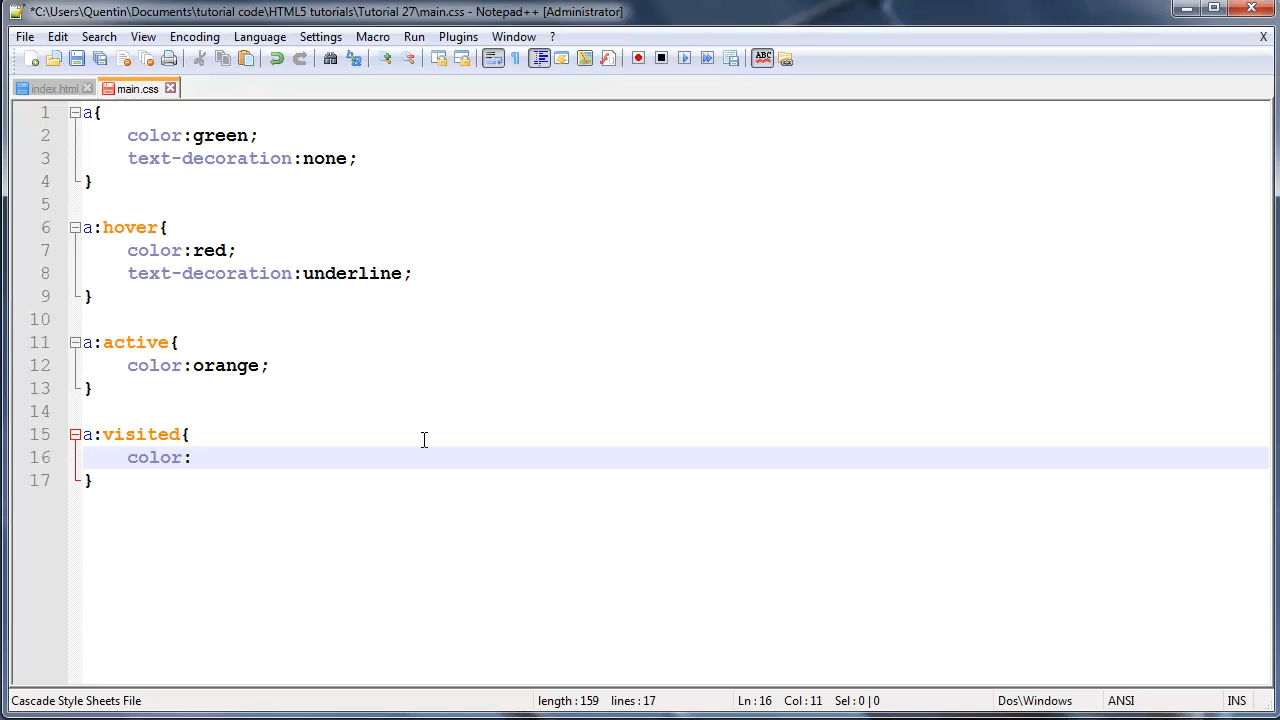 *C:\Users\Quentin\Documents\tutorial code\HTML5 tutorials\Tutorial 27\main.css - Notepad++ [Administrator]
File Edit Search View Encoding Language Settings Macro Run Plugins Window ? X
index.html main.css
1 a{
2 color:green;
3 text-decoration:none;
4 }
5
6 a:hover{
7 color:red;
8 text-decoration:underline;
9 }
10
11 a:active{
12 color:orange;
13 }
14
15 a:visited{
16 color:
17 }
Cascade Style Sheets File length : 159 lines : 17 Ln : 16 Col : 11 Sel : 0 | 0 Dos\Windows ANSI INS